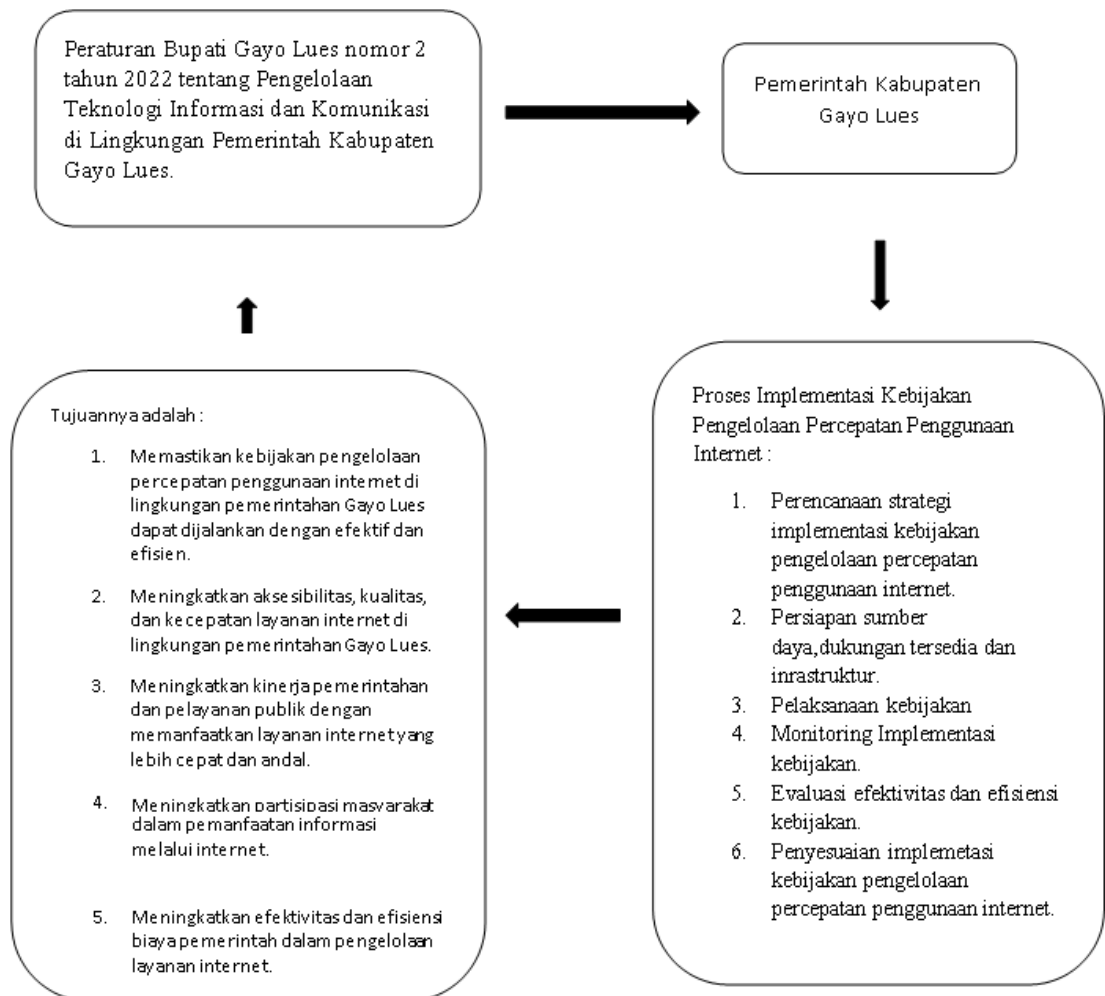 Peraturan Bupati Gayo Lues nomor 2
tahun 2022 tentang Pengelolaan
Teknologi Informasi dan Komunikasi
di Lingkungan Pemerintah Kabupaten
Gayo Lues.
Pemerintah Kabupaten
Gayo Lues
Proses Implementasi Kebijakan
Pengelolaan Percepatan Penggunaan
Internet :
1. Perencanaan strategi
implementasi kebijakan
pengelolaan percepatan
penggunaan internet.
2. Persiapan sumber
daya,dukungan tersedia dan
inrastruktur.
3. Pelaksanaan kebijakan
4. Monitoring Implementasi
kebijakan.
5. Evaluasi efektivitas dan efisiensi
kebijakan.
6. Penyesuaian implemetasi
kebijakan pengelolaan
percepatan penggunaan internet.
Tujuannya adalah :
1. Memastikan kebijakan pengelolaan
percepatan penggunaan internet di
lingkungan pemerintahan Gayo Lues
dapat dijalankan dengan efektif dan
efisien.
2. Meningkatkan aksesibilitas, kualitas,
dan kecepatan layanan internet di
lingkungan pemerintahan Gayo Lues.
3. Meningkatkan kinerja pemerintahan
dan pelayanan publik dengan
memanfaatkan layanan internet yang
lebih cepat dan andal.
4. Meningkatkan partisipasi masyarakat
dalam pemanfaatan informasi
melalui internet.
5. Meningkatkan efektivitas dan efisiensi
biaya pemerintah dalam pengelolaan
layanan internet.